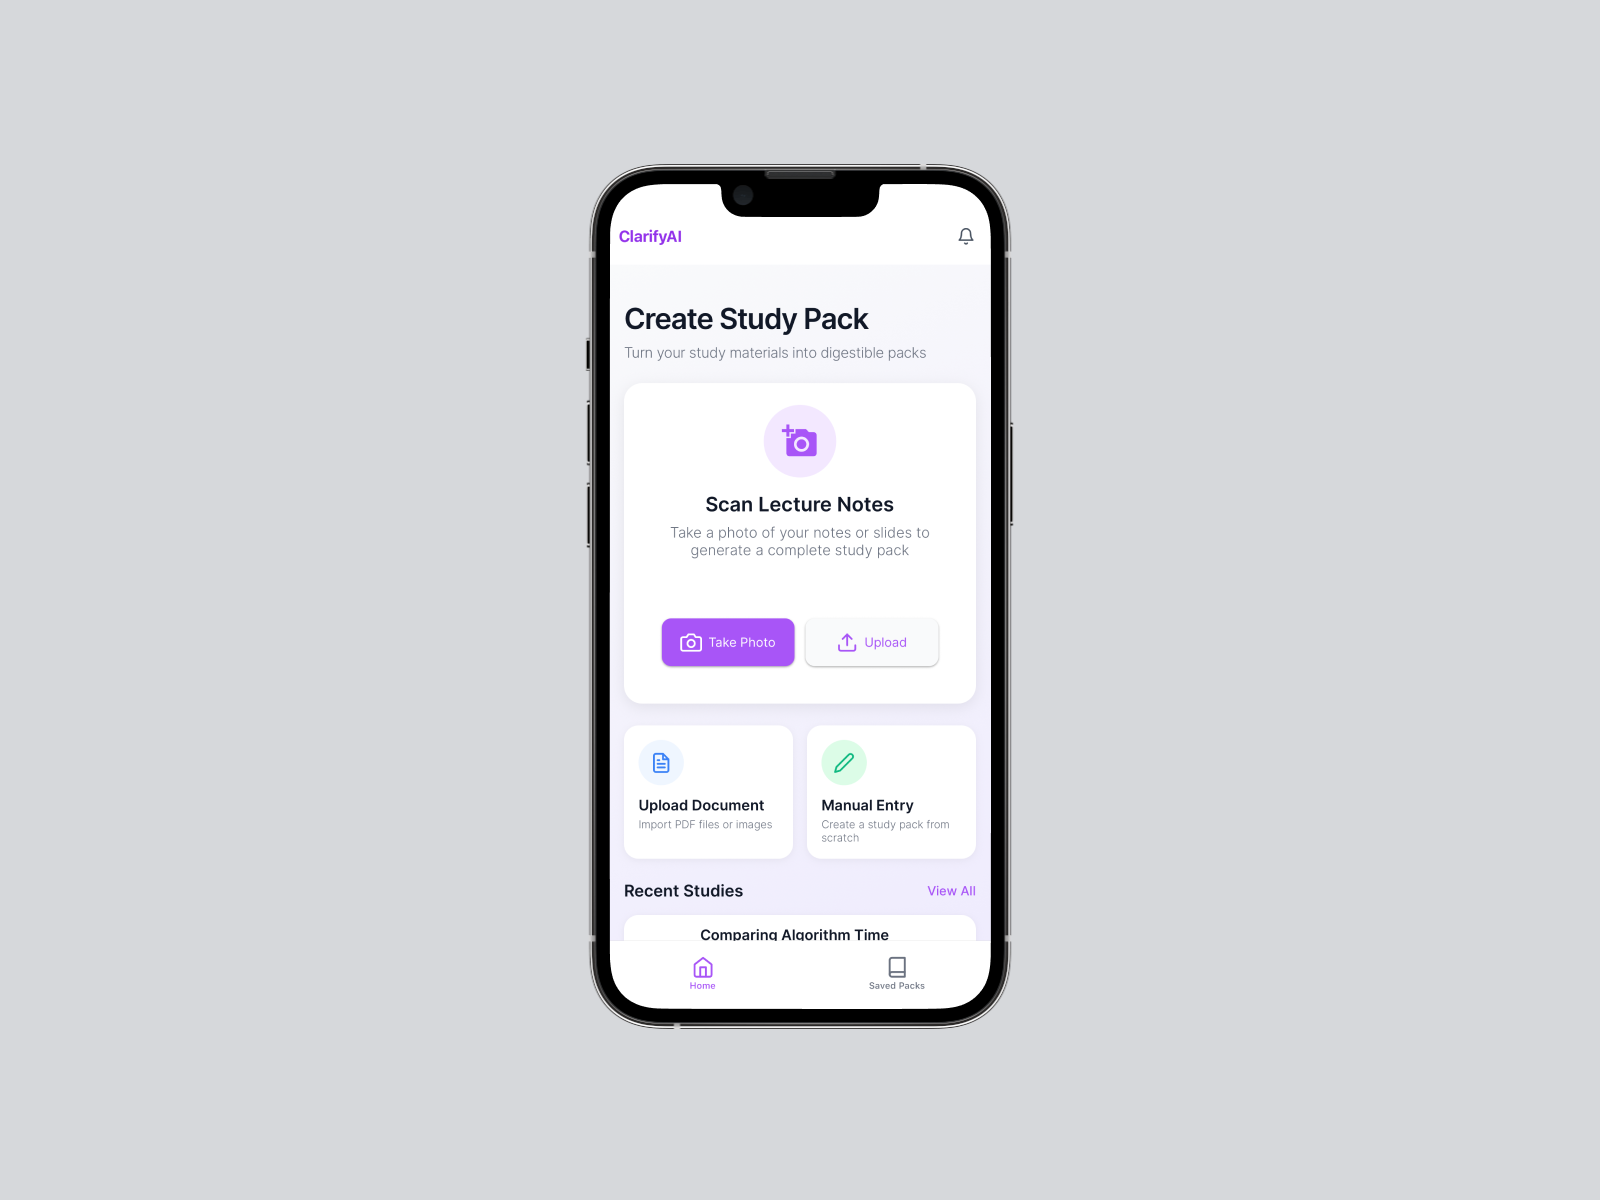 ClarifyAI
Create Study Pack
Turn your study materials into digestible packs
Scan Lecture Notes
Take a photo of your notes or slides to
generate a complete study pack
Take Photo
Upload
Upload Document
Import PDF files or images
Manual Entry
Create a study pack from
scratch
Recent Studies
View All
Comparing Algorithm Time
Home
Saved Packs